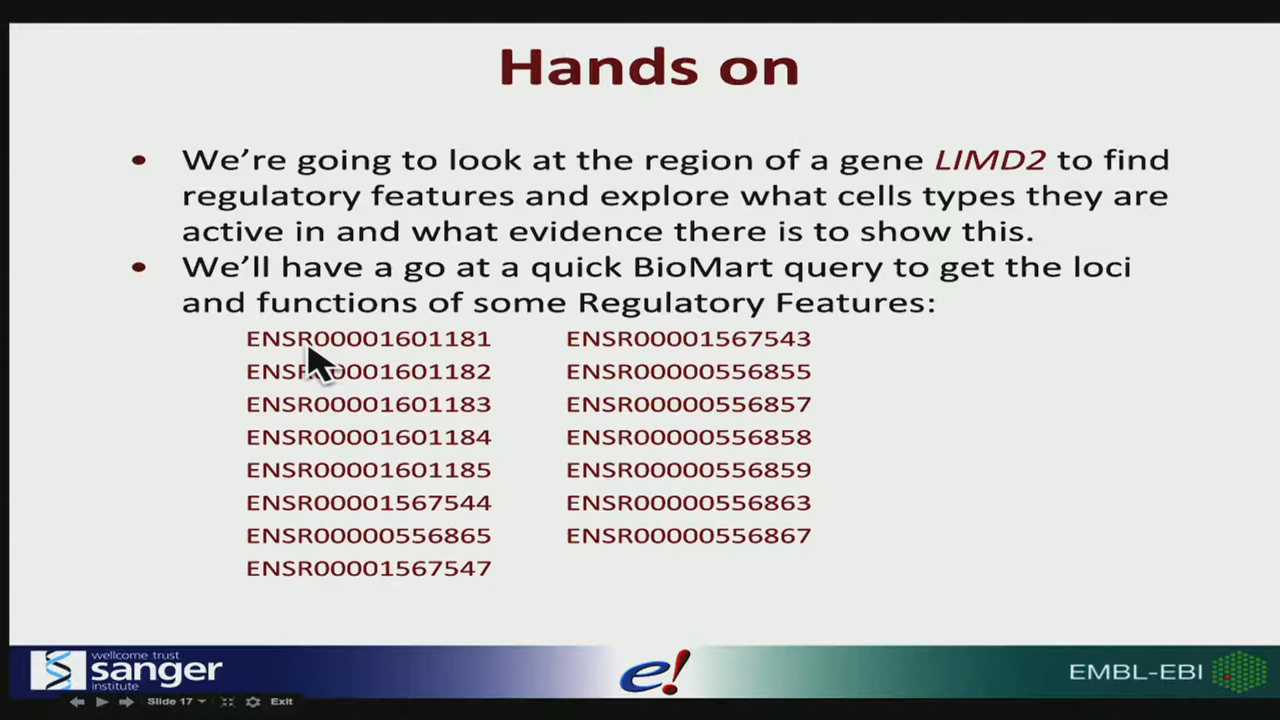 Hands on
• We're going to look at the region of a gene LIMD2 to find
regulatory features and explore what cells types they are
active in and what evidence there is to show this.
• We'll have a go at a quick BioMart query to get the loci
and functions of some Regulatory Features:
ENSR00001601181 ENSR00001567543
ENSR00001601182 ENSR00000556855
ENSR00001601183 ENSR00000556857
ENSR00001601184 ENSR00000556858
ENSR00001601185 ENSR00000556859
ENSR00001567544 ENSR00000556863
ENSR00000556865 ENSR00000556867
ENSR00001567547
wellcome trust
sanger
institute
e!
EMBL-EBI
Slide 17 Exit